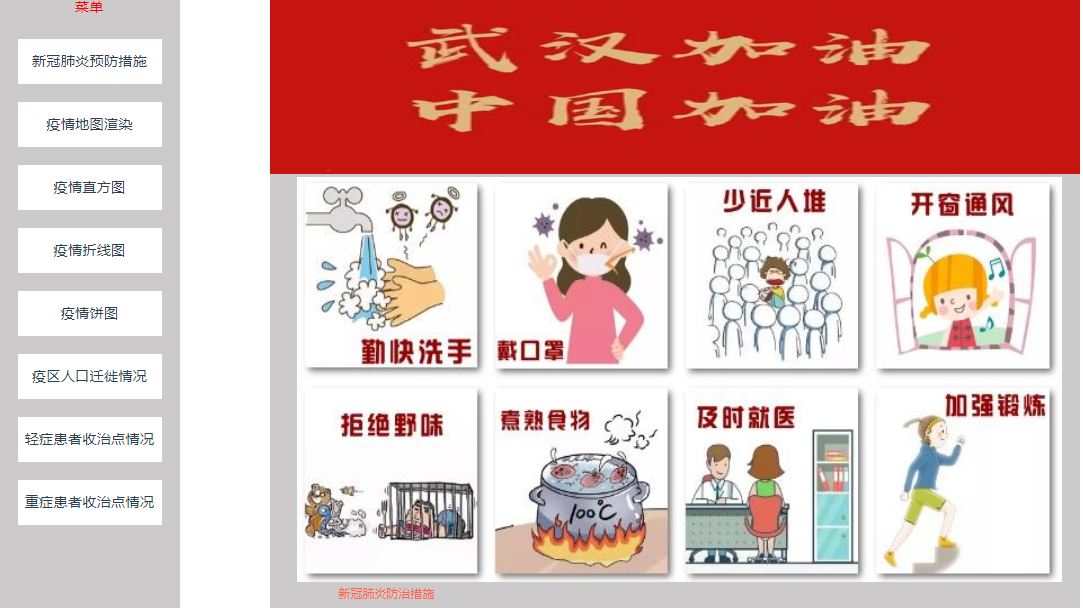 菜单
新冠肺炎预防措施
疫情地图渲染
疫情直方图
疫情折线图
疫情饼图
疫区人口迁徙情况
轻症患者收治点情况
重症患者收治点情况
武汉加油
中国加油
勤快洗手
戴口罩
少近人堆
开窗通风
拒绝野味
煮熟食物
100℃
及时就医
加强锻炼
新冠肺炎防治措施